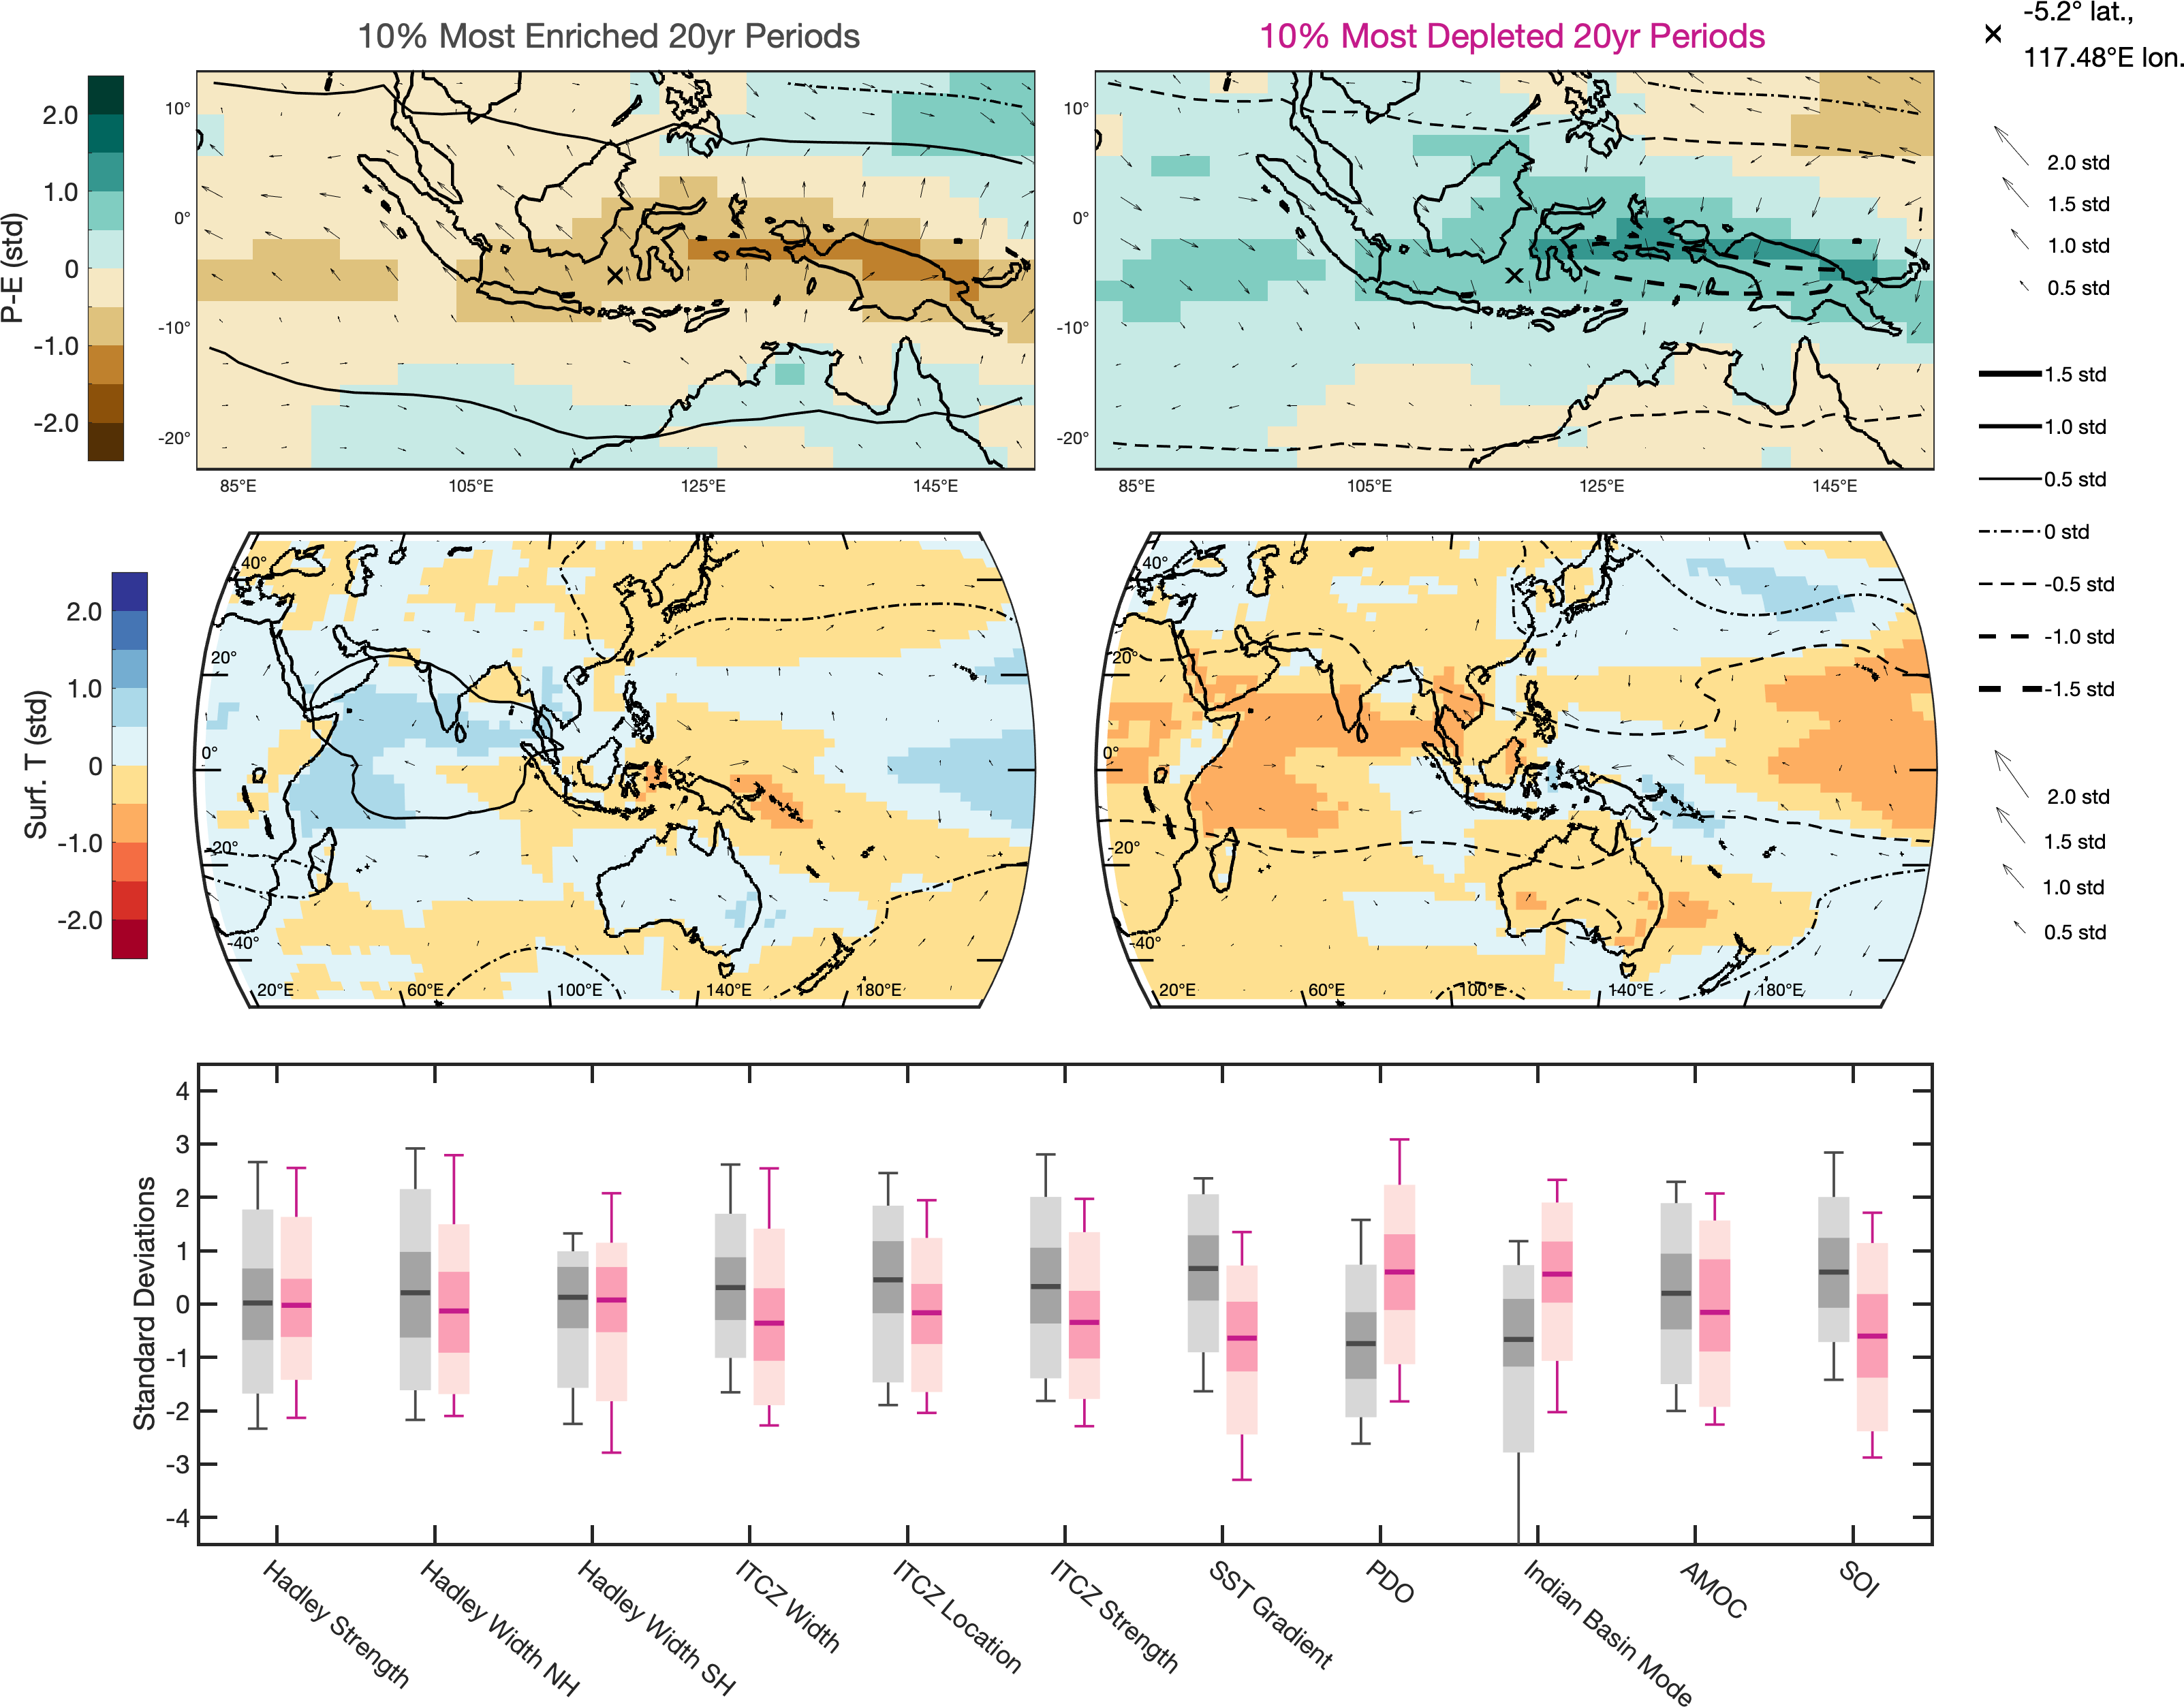 10% Most Enriched 20yr Periods
10% Most Depleted 20yr Periods
-5.2° lat.,
117.48°E lon.
P-E (std)
2.0
1.0
0
-1.0
-2.0
10°
0°
-10°
-20°
85°E
105°E
125°E
145°E
10°
0°
-10°
-20°
85°E
105°E
125°E
145°E
2.0 std
1.5 std
1.0 std
0.5 std
1.5 std
1.0 std
0.5 std
0 std
-0.5 std
-1.0 std
-1.5 std
Surf. T (std)
2.0
1.0
0
-1.0
-2.0
40°
20°
0°
-20°
-40°
20°E
60°E
100°E
140°E
180°E
40°
20°
0°
-20°
-40°
20°E
60°E
100°E
140°E
180°E
2.0 std
1.5 std
1.0 std
0.5 std
Standard Deviations
4
3
2
1
0
-1
-2
-3
-4
Hadley Strength
Hadley Width NH
Hadley Width SH
ITCZ Width
ITCZ Location
ITCZ Strength
SST Gradient
PDO
Indian Basin Mode
AMOC
SOI